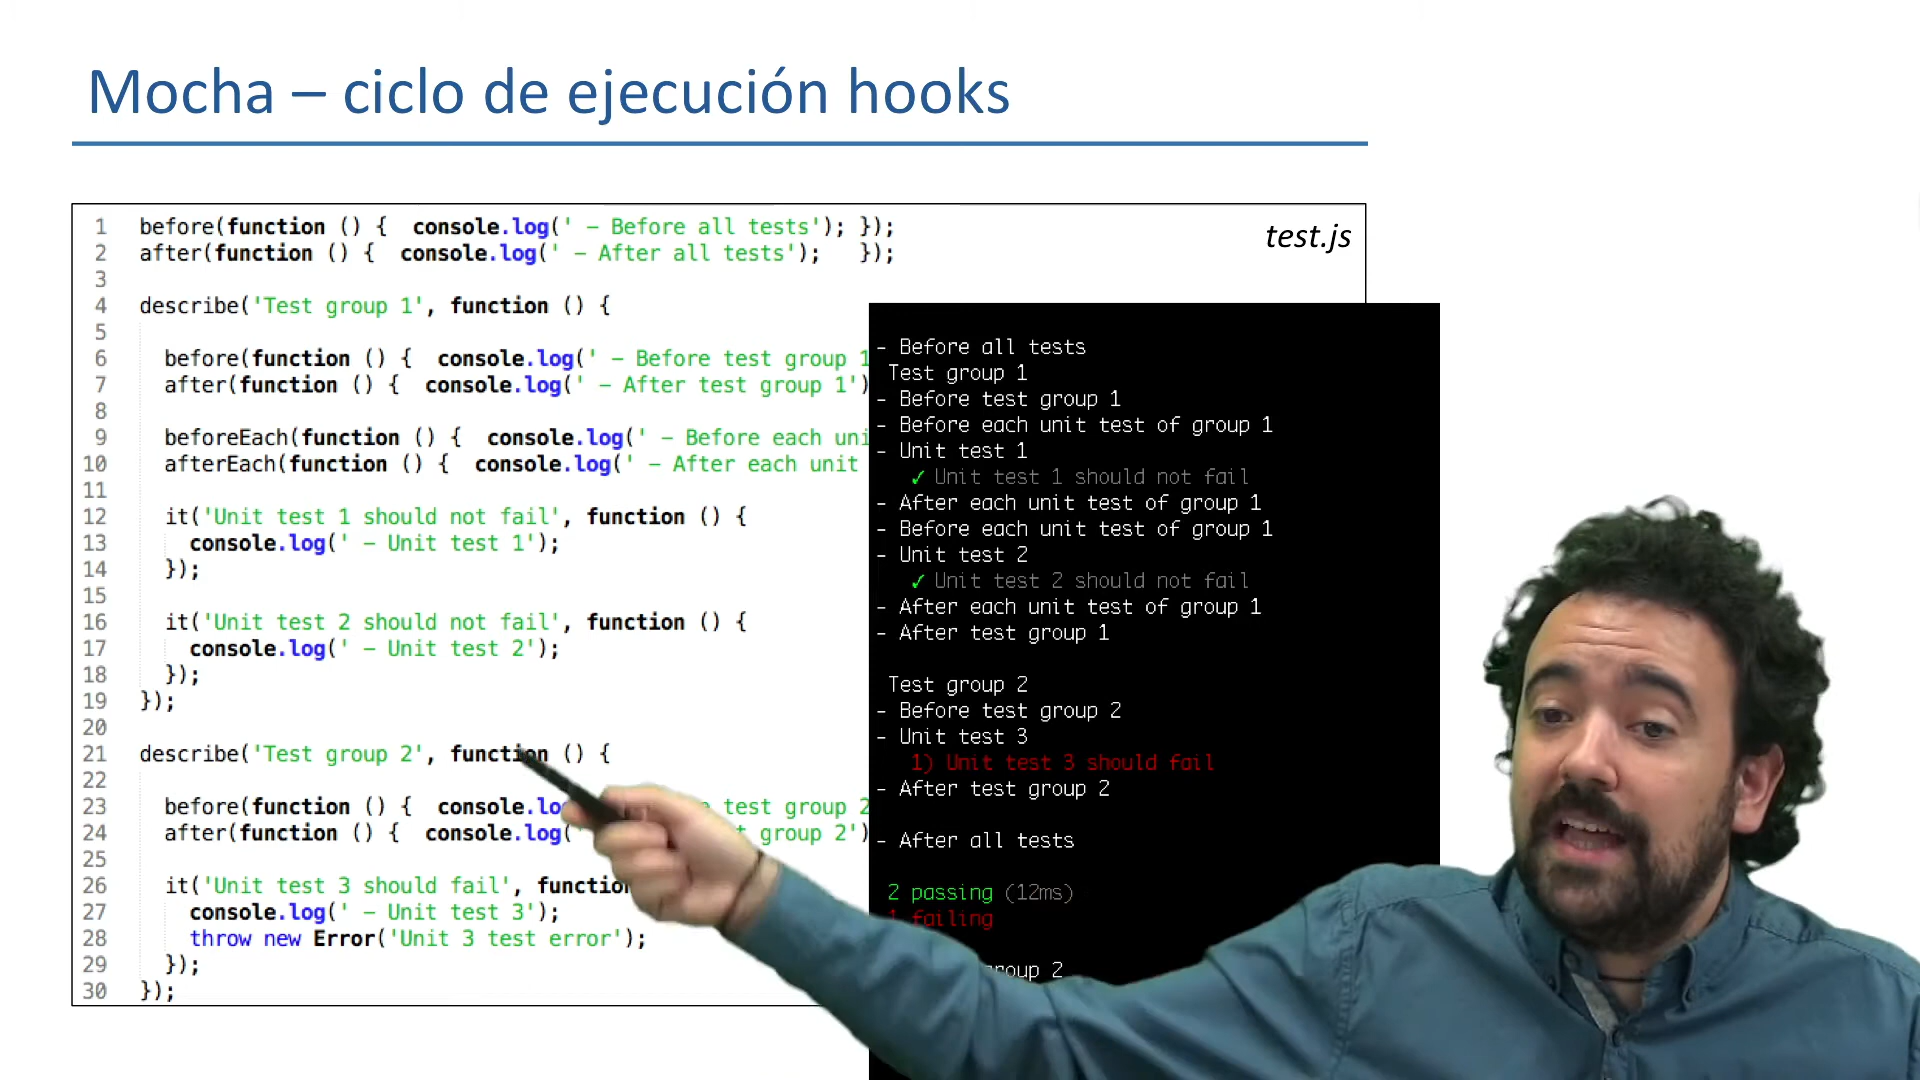 Mocha – ciclo de ejecución hooks
test.js
1 before(function () { console.log(' – Before all tests'); });
2 after(function () { console.log(' – After all tests'); });
3
4 describe('Test group 1', function () {
5
6 before(function () { console.log(' – Before test group 1
7 after(function () { console.log(' – After test group 1')
8
9 beforeEach(function () { console.log(' – Before each uni
10 afterEach(function () { console.log(' – After each unit
11
12 it('Unit test 1 should not fail', function () {
13 console.log(' – Unit test 1');
14 });
15
16 it('Unit test 2 should not fail', function () {
17 console.log(' – Unit test 2');
18 });
19 });
20
21 describe('Test group 2', function () {
22
23 before(function () { console.lo test group 2
24 after(function () { console.log(' group 2')
25
26 it('Unit test 3 should fail', functio
27 console.log(' – Unit test 3');
28 throw new Error('Unit 3 test error');
29 });
30 });
- Before all tests
Test group 1
- Before test group 1
- Before each unit test of group 1
- Unit test 1
✓ Unit test 1 should not fail
- After each unit test of group 1
- Before each unit test of group 1
- Unit test 2
✓ Unit test 2 should not fail
- After each unit test of group 1
- After test group 1
Test group 2
- Before test group 2
- Unit test 3
1) Unit test 3 should fail
- After test group 2
- After all tests
2 passing (12ms)
1 failing
roup 2